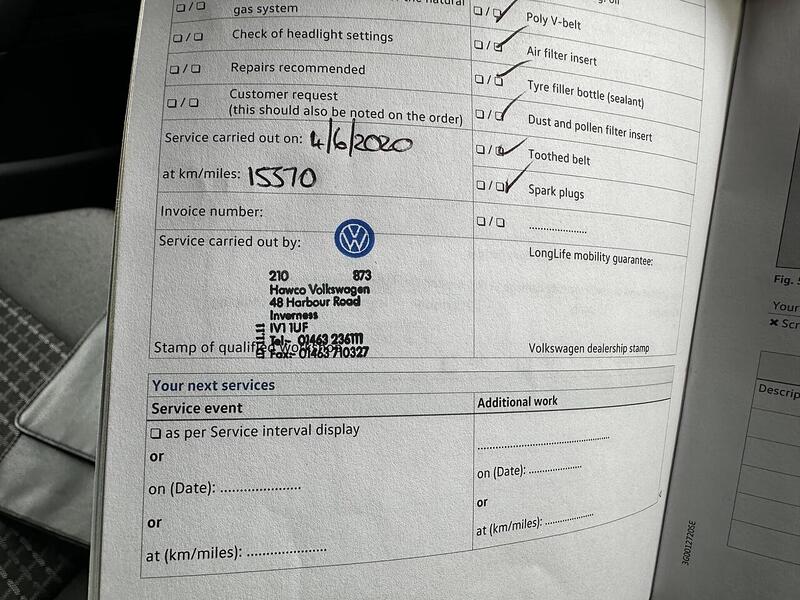 gas system
Check of headlight settings
Repairs recommended
Customer request
(this should also be noted on the order)
Service carried out on: 4/6/2020
at km/miles: 15570
Invoice number:
Service carried out by:
VW
210 873
Hawco Volkswagen
48 Harbour Road
Inverness
IV1 1UF
Tel:- 01463 236111
Fax:- 01463 710327
Stamp of qualified workshop
Poly V-belt
Air filter insert
Tyre filler bottle (sealant)
Dust and pollen filter insert
Toothed belt
Spark plugs
....................
LongLife mobility guarantee:
Volkswagen dealership stamp
Your next services
Service event
as per Service interval display
or
on (Date): ....................
or
at (km/miles): ....................
Additional work
........................................
on (Date): ....................
or
at (km/miles): ....................
3G0012720SE
Fig.
Your
Scr
Descrip